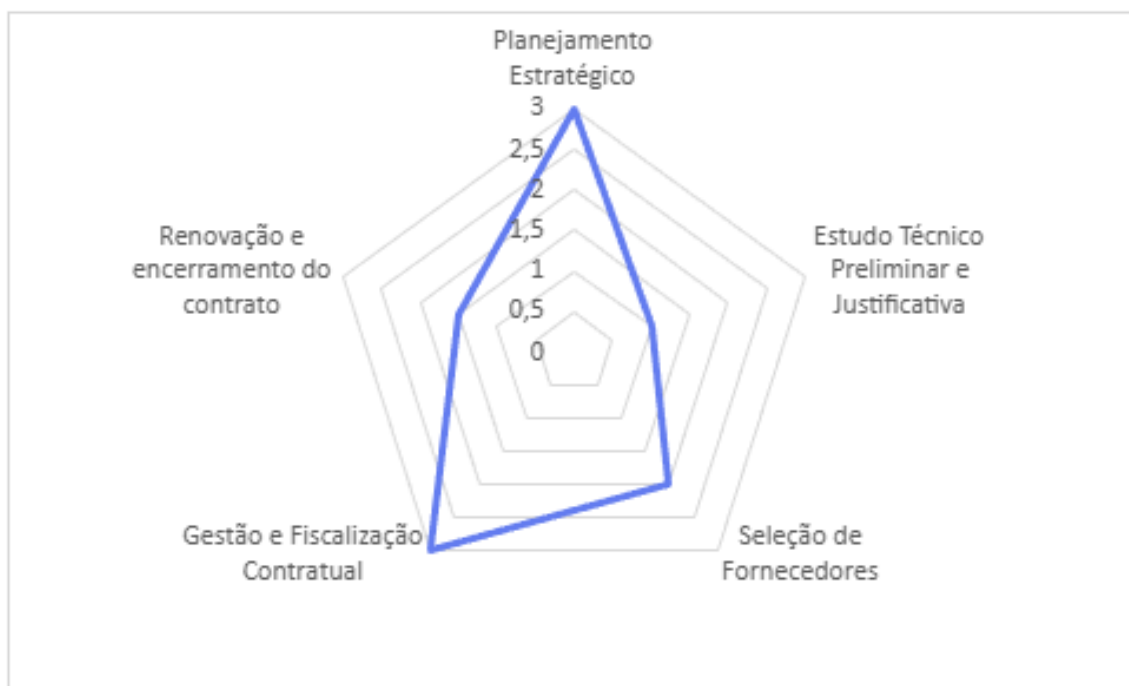 Planejamento
Estratégico
3
2,5
2
1,5
1
0,5
0
Estudo Técnico
Preliminar e
Justificativa
Seleção de
Fornecedores
Gestão e Fiscalização
Contratual
Renovação e
encerramento do
contrato